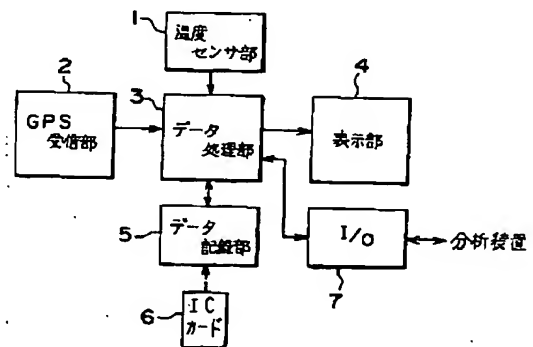 1
温度
センサ部
2
GPS
受信部
3
データ
処理部
4
表示部
5
データ
記録部
6
IC
カード
I/O
7
分析装置